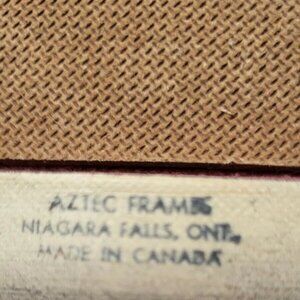 AZTEC FRAMES
NIAGARA FALLS, ONT.
MADE IN CANADA